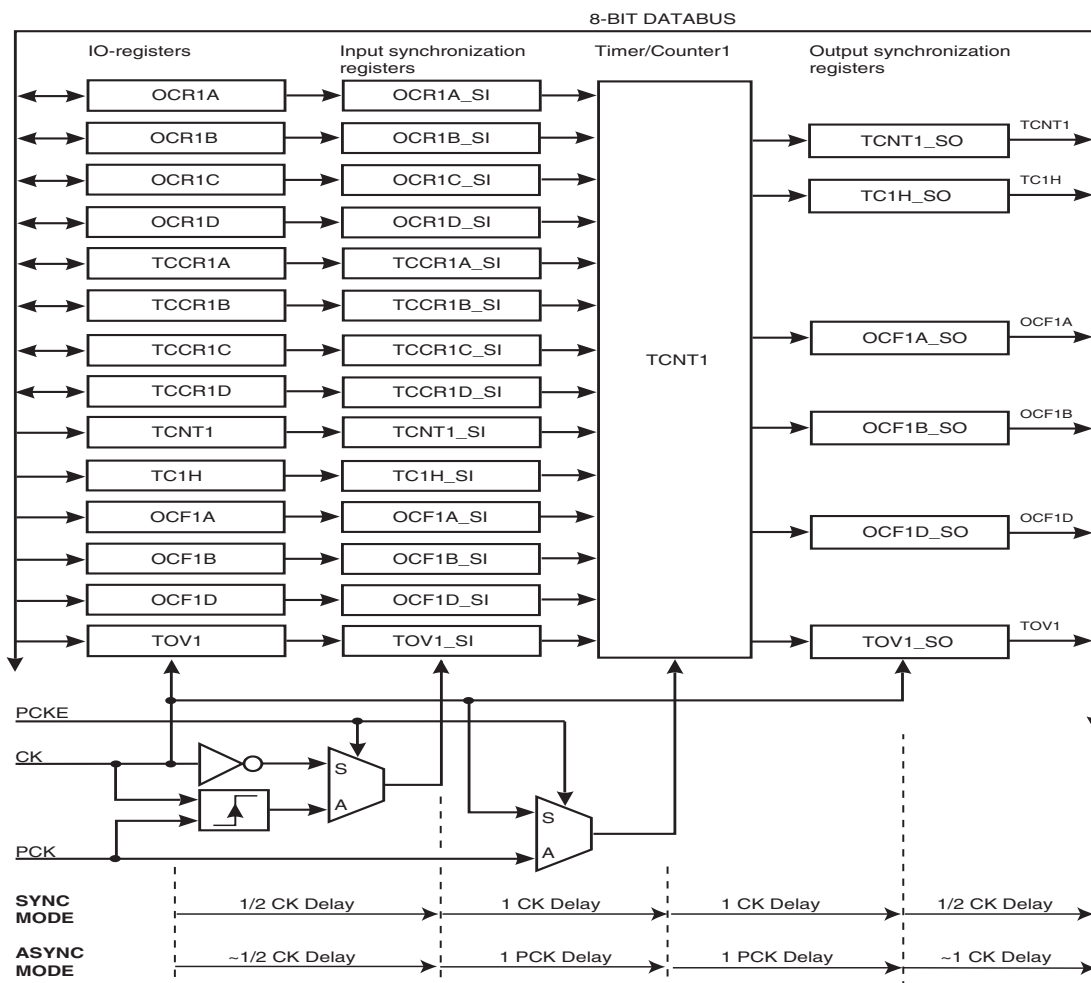 8-BIT DATABUS
IO-registers
Input synchronization
registers
Timer/Counter1
Output synchronization
registers
OCR1A
OCR1A_SI
OCR1B
OCR1B_SI
OCR1C
OCR1C_SI
OCR1D
OCR1D_SI
TCCR1A
TCCR1A_SI
TCCR1B
TCCR1B_SI
TCCR1C
TCCR1C_SI
TCCR1D
TCCR1D_SI
TCNT1
TCNT1_SI
TC1H
TC1H_SI
OCF1A
OCF1A_SI
OCF1B
OCF1B_SI
OCF1D
OCF1D_SI
TOV1
TOV1_SI
TCNT1
TCNT1_SO
TCNT1
TC1H_SO
TC1H
OCF1A_SO
OCF1A
OCF1B_SO
OCF1B
OCF1D_SO
OCF1D
TOV1_SO
TOV1
PCKE
CK
S
A
S
A
PCK
SYNC
MODE
1/2 CK Delay
1 CK Delay
1 CK Delay
1/2 CK Delay
ASYNC
MODE
~1/2 CK Delay
1 PCK Delay
1 PCK Delay
~1 CK Delay